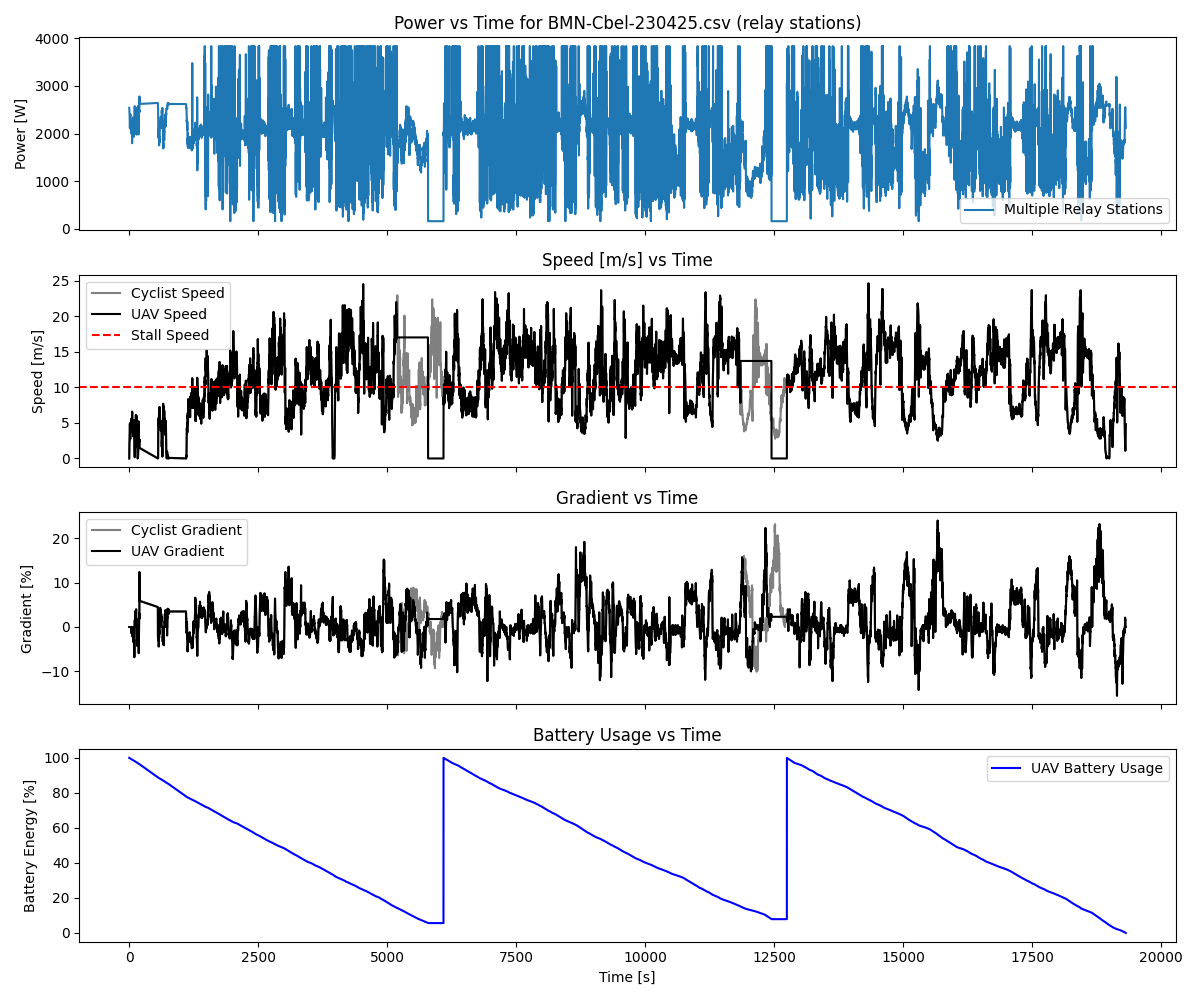 Power vs Time for BMN-Cbel-230425.csv (relay stations)
4000
3000
2000
1000
0
Power [W]
Multiple Relay Stations
Speed [m/s] vs Time
25
20
15
10
5
0
Speed [m/s]
Cyclist Speed
UAV Speed
Stall Speed
Gradient vs Time
20
10
0
−10
Gradient [%]
Cyclist Gradient
UAV Gradient
Battery Usage vs Time
100
80
60
40
20
0
Battery Energy [%]
UAV Battery Usage
0 2500 5000 7500 10000 12500 15000 17500 20000
Time [s]